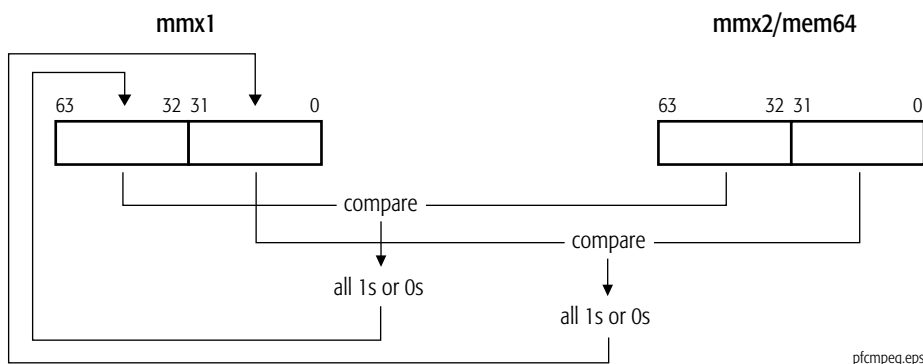 mmx1 mmx2/mem64
63 32 31 0 63 32 31 0
compare
compare
all 1s or 0s
all 1s or 0s
pfcmpeq.eps